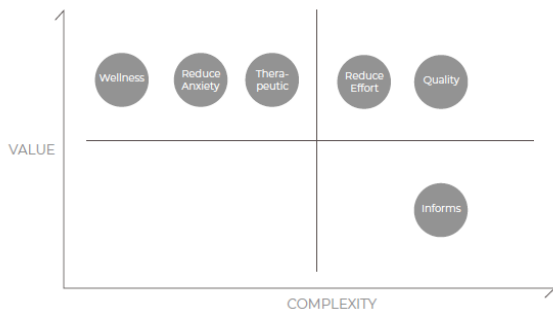 Wellness
Reduce
Anxiety
Thera-
peutic
Reduce
Effort
Quality
VALUE
Informs
COMPLEXITY